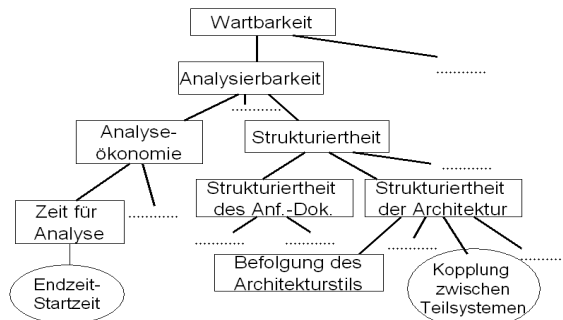 Wartbarkeit
Analysierbarkeit
............
............
Analyse-
ökonomie
Strukturiertheit
............
Zeit für
Analyse
............
Strukturiertheit
des Anf.-Dok.
Strukturiertheit
der Architektur
............
............
............
............
Endzeit-
Startzeit
Befolgung des
Architekturstils
Kopplung
zwischen
Teilsystemen